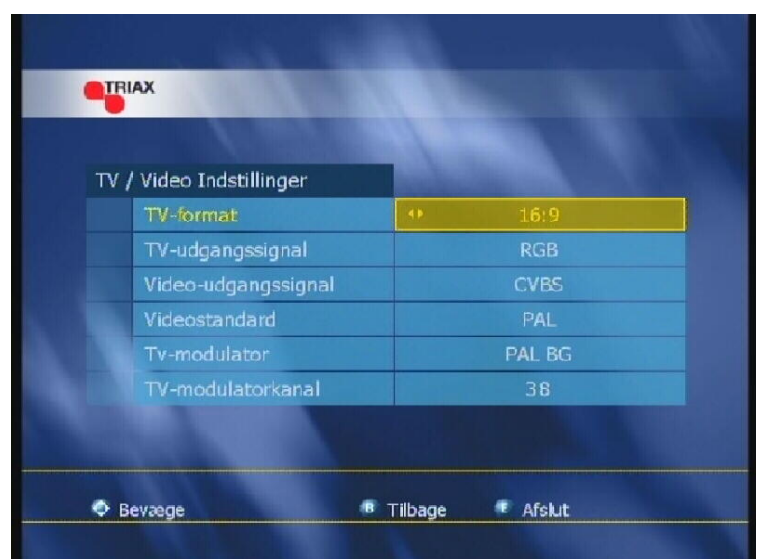 TRIAX
TV / Video Indstillinger
TV-format 16:9
TV-udgangssignal RGB
Video-udgangssignal CVBS
Videostandard PAL
Tv-modulator PAL BG
TV-modulatorkanal 38
Bevæge B Tilbage E Afslut